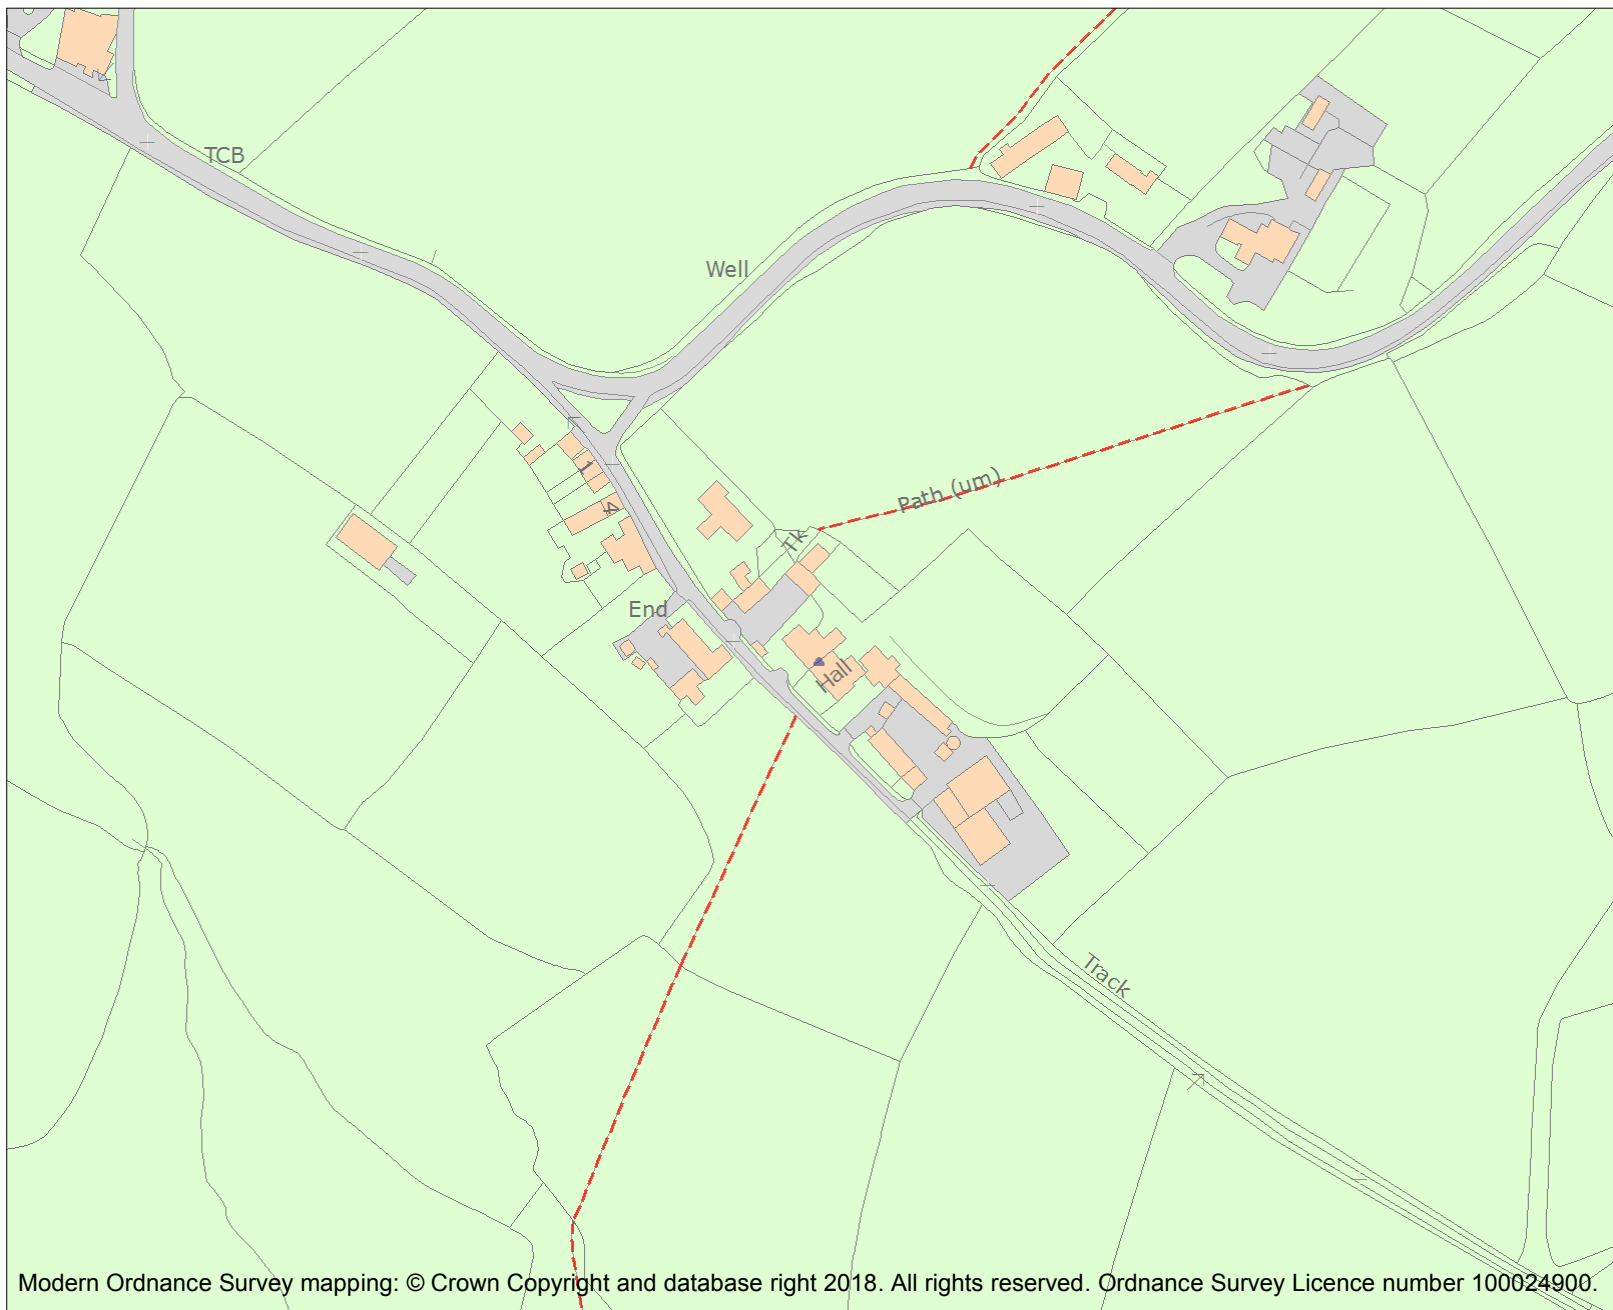 TCB
Well
1
Path (um)
4
Tk
End
Hall
Track
Modern Ordnance Survey mapping: © Crown Copyright and database right 2018. All rights reserved. Ordnance Survey Licence number 100024900.